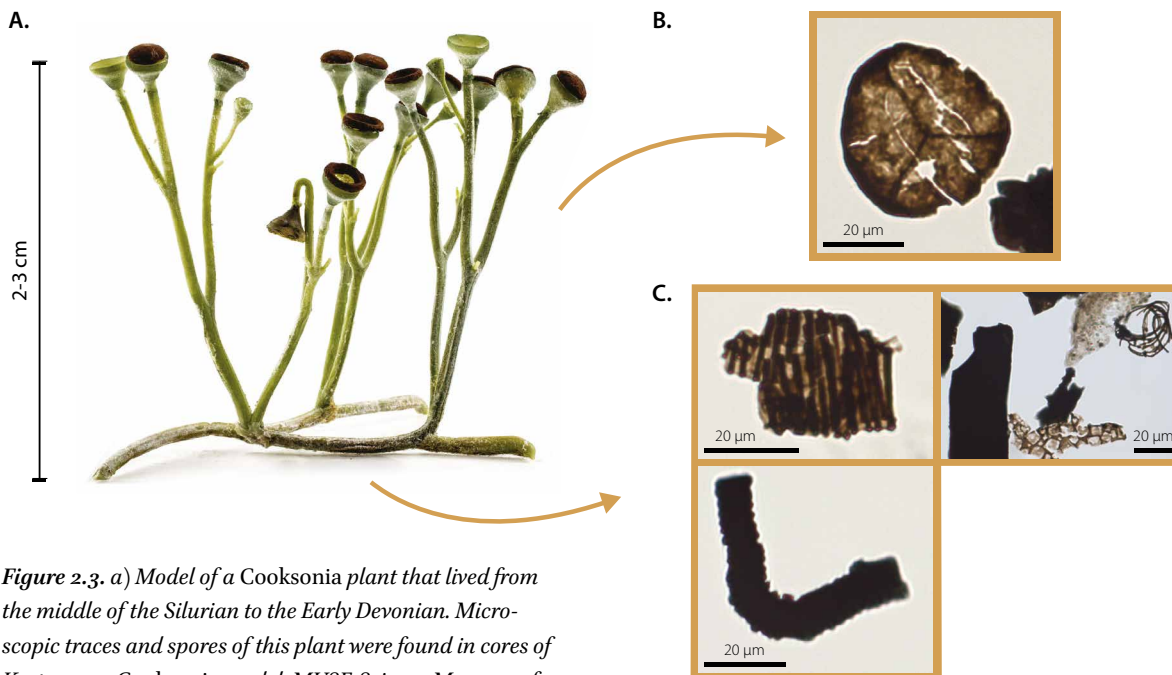 A.
B.
2-3 cm
20 µm
C.
20 µm
20 µm
20 µm
Figure 2.3. a) Model of a Cooksonia plant that lived from
the middle of the Silurian to the Early Devonian. Micro-
scopic traces and spores of this plant were found in cores of